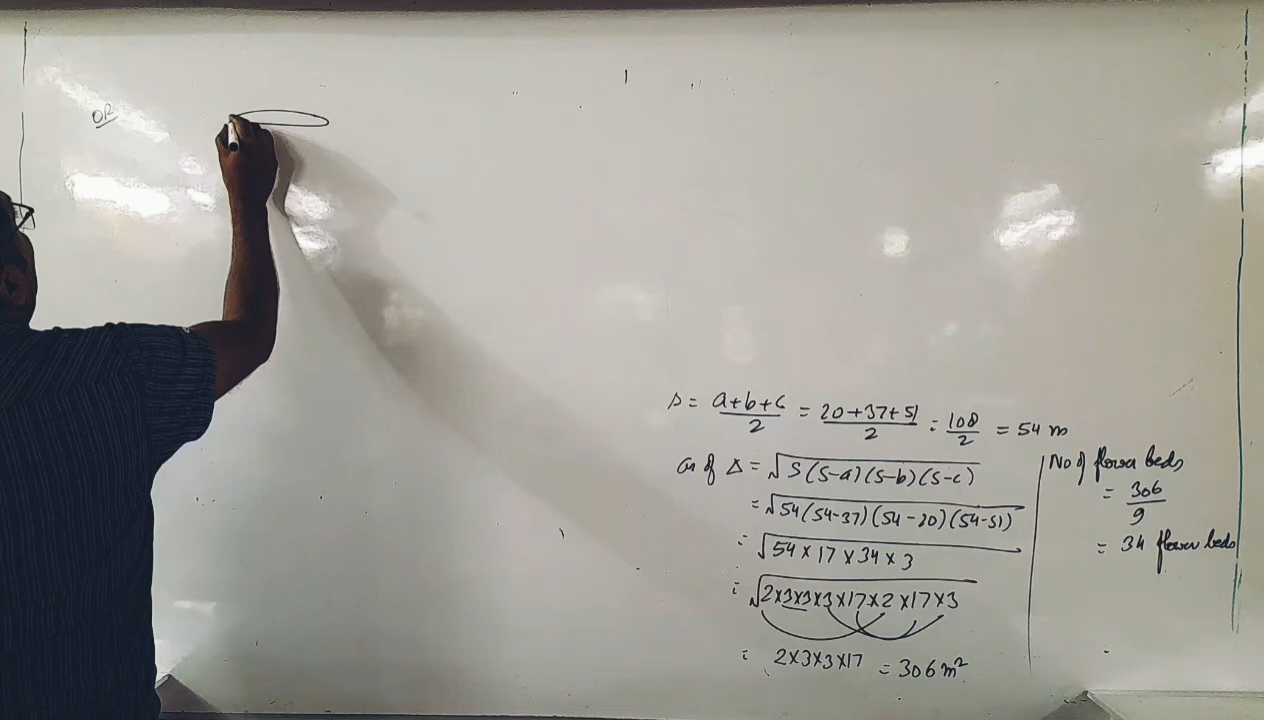 OR
s = a+b+c/2 = 20+37+51/2 = 108/2 = 54 m
ar of Δ = √S(S-a)(S-b)(S-c)
= √54(54-37)(54-20)(54-51)
= √54 × 17 × 34 × 3
= √2×3×3×3×17×2×17×3
= 2×3×3×17 = 306 m²
No of flower beds
= 306/9
= 34 flower beds